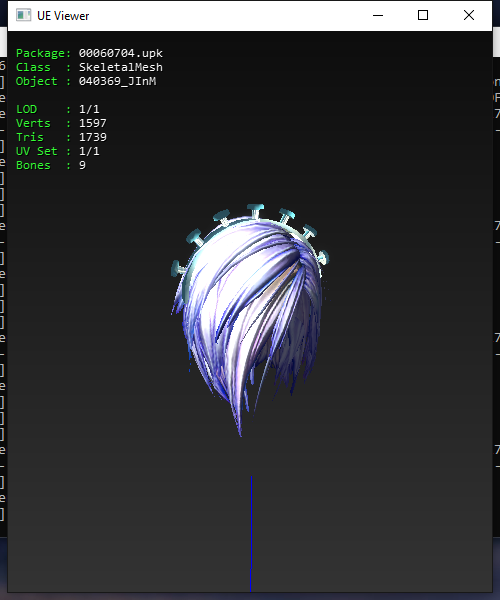 UE Viewer
Package: 00060704.upk
Class : SkeletalMesh
Object : 040369_JInM
LOD : 1/1
Verts : 1597
Tris : 1739
UV Set : 1/1
Bones : 9